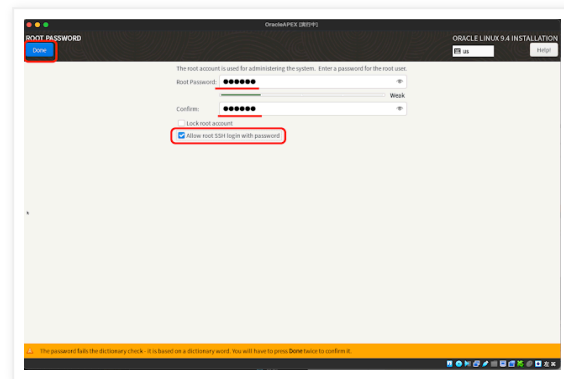 OracleAPEX [実行中]
ROOT PASSWORD
ORACLE LINUX 9.4 INSTALLATION
Done
us
Help!
The root account is used for administering the system. Enter a password for the root user.
Root Password: ●●●●●●
Weak
Confirm: ●●●●●●
Lock root account
Allow root SSH login with password
The password fails the dictionary check - it is based on a dictionary word. You will have to press Done twice to confirm it.